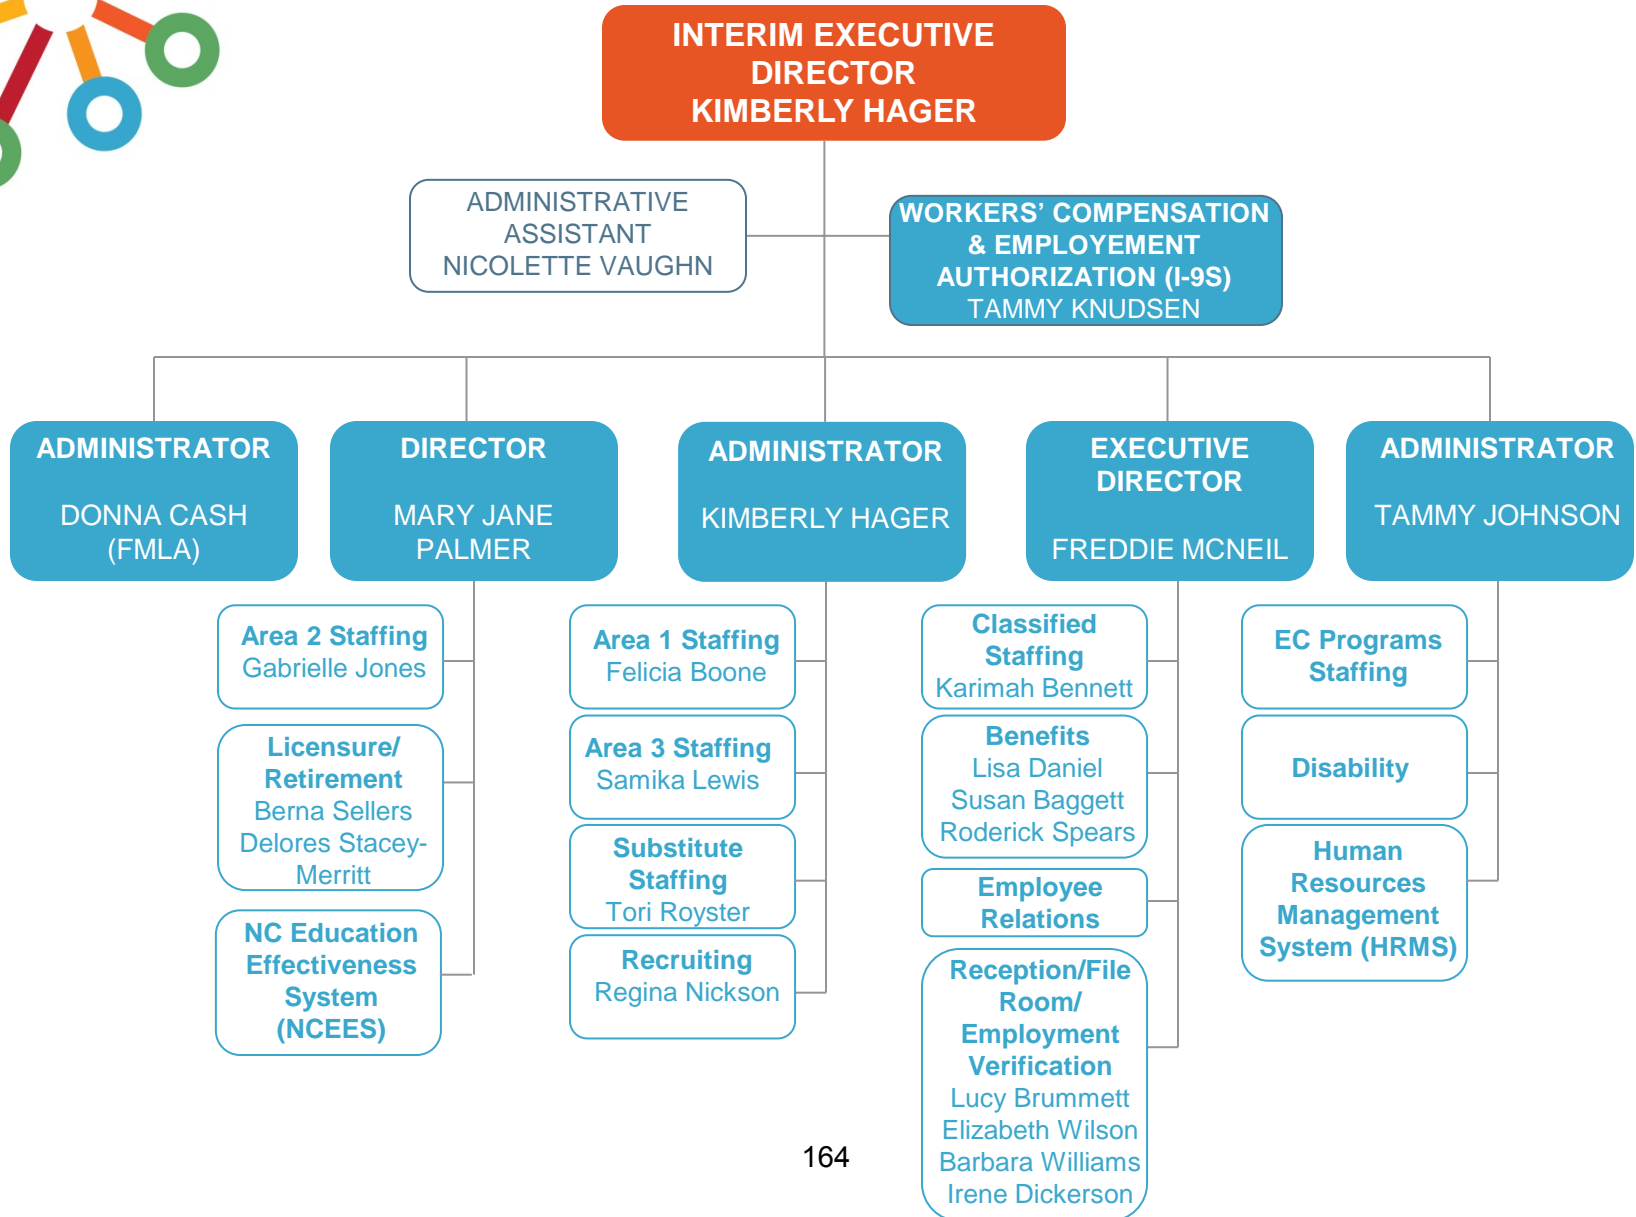 INTERIM EXECUTIVE
DIRECTOR
KIMBERLY HAGER
ADMINISTRATIVE
ASSISTANT
NICOLETTE VAUGHN
WORKERS’ COMPENSATION
& EMPLOYEMENT
AUTHORIZATION (I-9S)
TAMMY KNUDSEN
ADMINISTRATOR
DONNA CASH
(FMLA)
DIRECTOR
MARY JANE
PALMER
ADMINISTRATOR
KIMBERLY HAGER
EXECUTIVE
DIRECTOR
FREDDIE MCNEIL
ADMINISTRATOR
TAMMY JOHNSON
Area 2 Staffing
Gabrielle Jones
Licensure/
Retirement
Berna Sellers
Delores Stacey-
Merritt
NC Education
Effectiveness
System
(NCEES)
Area 1 Staffing
Felicia Boone
Area 3 Staffing
Samika Lewis
Substitute
Staffing
Tori Royster
Recruiting
Regina Nickson
Classified
Staffing
Karimah Bennett
Benefits
Lisa Daniel
Susan Baggett
Roderick Spears
Employee
Relations
Reception/File
Room/
Employment
Verification
Lucy Brummett
Elizabeth Wilson
Barbara Williams
Irene Dickerson
EC Programs
Staffing
Disability
Human
Resources
Management
System (HRMS)
164